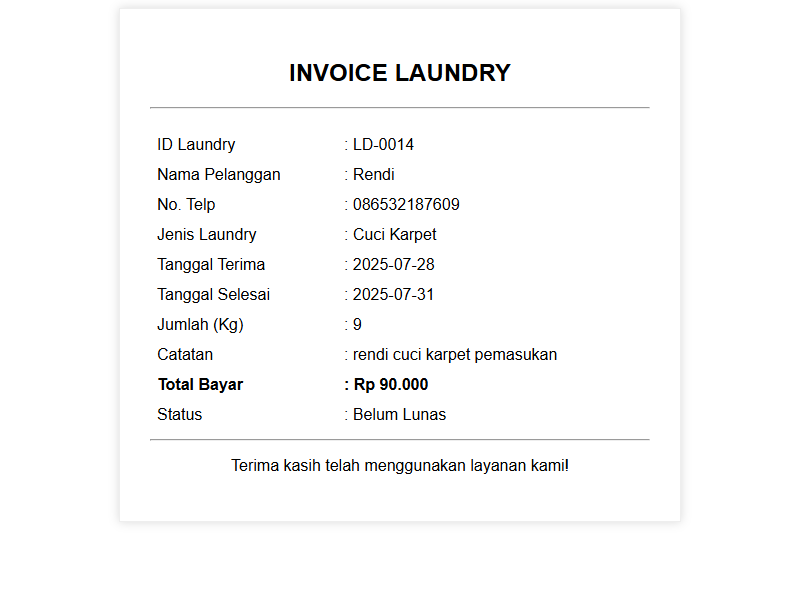 INVOICE LAUNDRY
ID Laundry : LD-0014
Nama Pelanggan : Rendi
No. Telp : 086532187609
Jenis Laundry : Cuci Karpet
Tanggal Terima : 2025-07-28
Tanggal Selesai : 2025-07-31
Jumlah (Kg) : 9
Catatan : rendi cuci karpet pemasukan
Total Bayar : Rp 90.000
Status : Belum Lunas
Terima kasih telah menggunakan layanan kami!